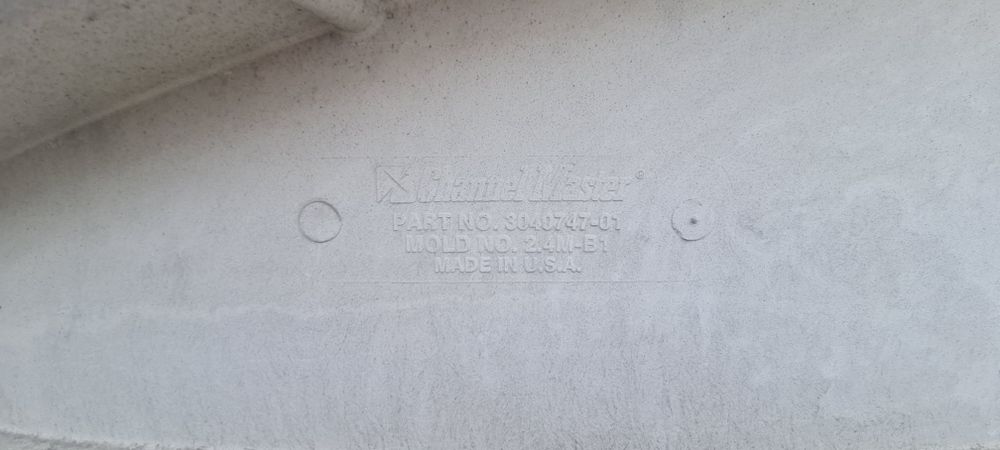 Channel Master®
PART NO. 3040747-01
MOLD NO. 2.4M-B1
MADE IN U.S.A.